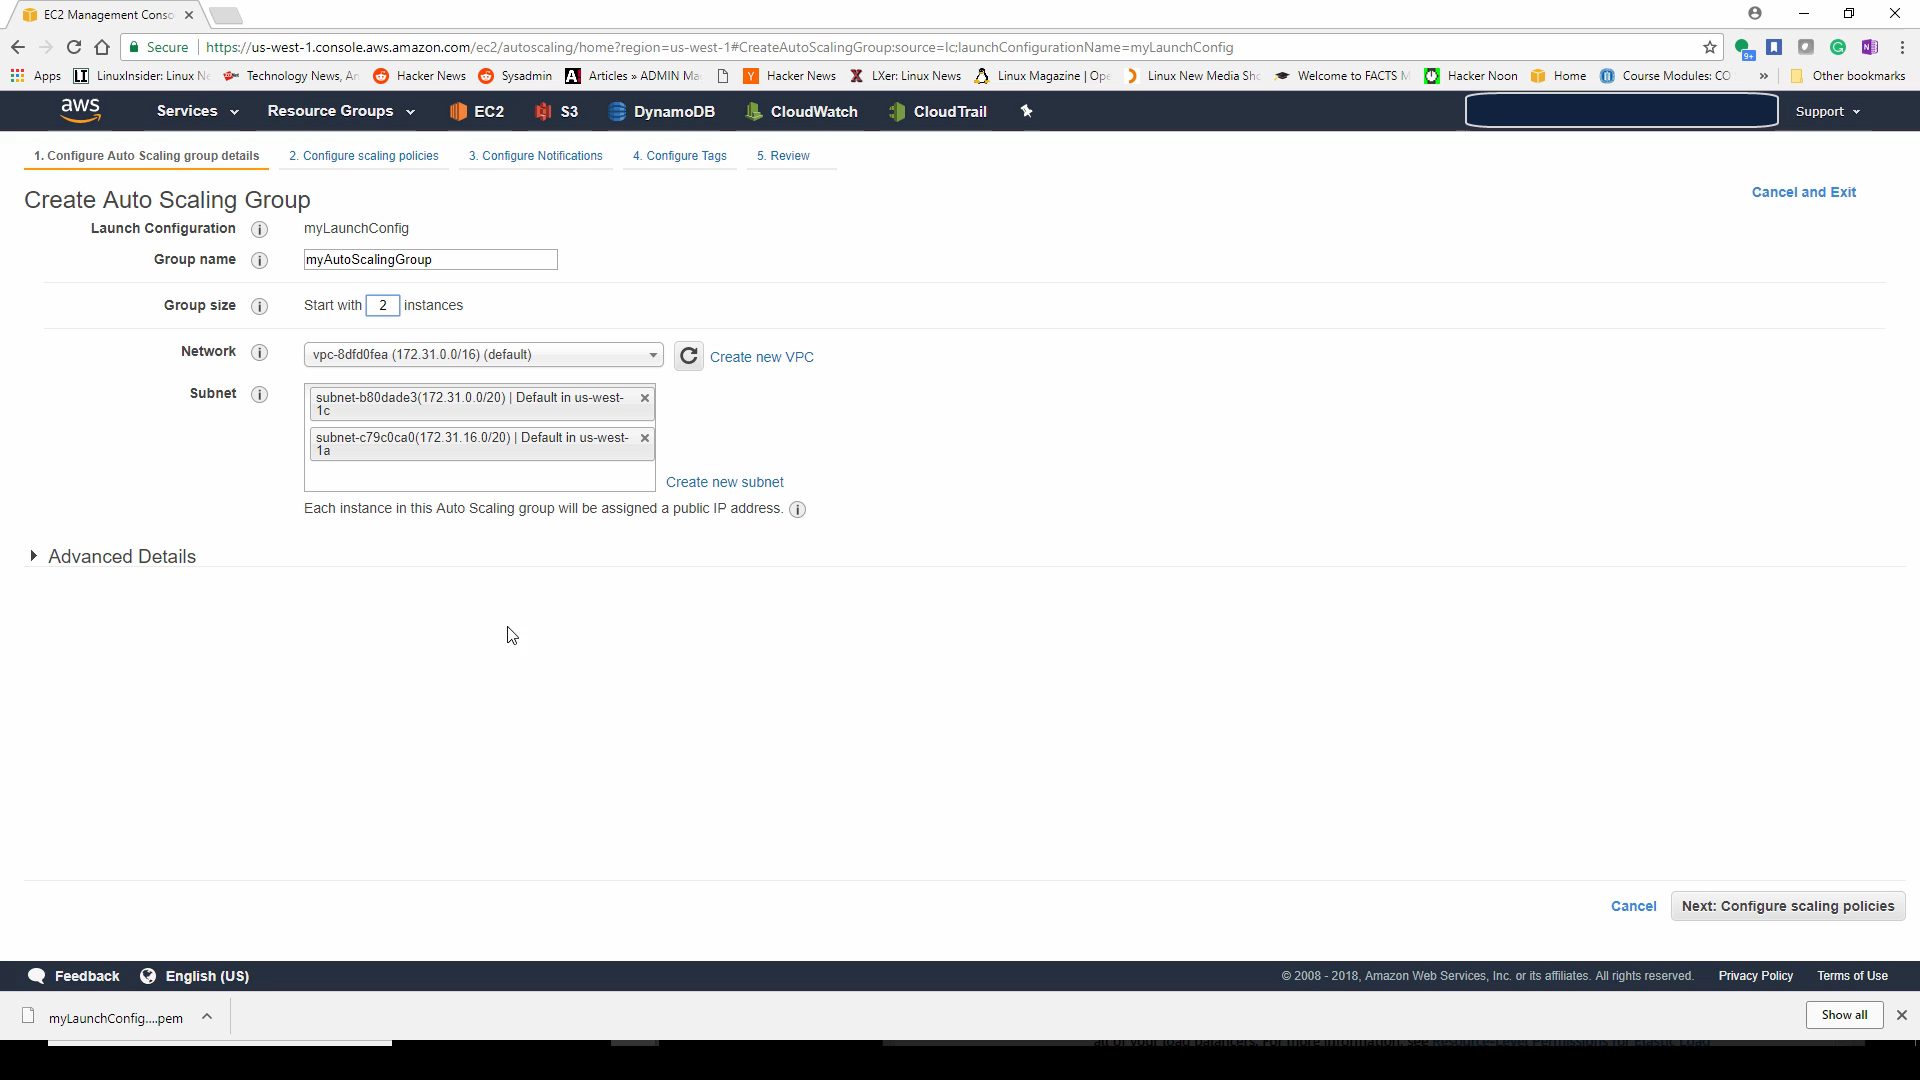 EC2 Management Conso
Secure https://us-west-1.console.aws.amazon.com/ec2/autoscaling/home?region=us-west-1#CreateAutoScalingGroup:source=lc;launchConfigurationName=myLaunchConfig
9+
Apps LinuxInsider: Linux Ne Technology News, An Hacker News Sysadmin Articles » ADMIN Ma Hacker News LXer: Linux News Linux Magazine | Ope Linux New Media Sho Welcome to FACTS M Hacker Noon Home Course Modules: CO » Other bookmarks
aws Services Resource Groups EC2 S3 DynamoDB CloudWatch CloudTrail Support
1. Configure Auto Scaling group details 2. Configure scaling policies 3. Configure Notifications 4. Configure Tags 5. Review
Create Auto Scaling Group
Cancel and Exit
Launch Configuration myLaunchConfig
Group name myAutoScalingGroup
Group size Start with 2 instances
Network vpc-8dfd0fea (172.31.0.0/16) (default) Create new VPC
Subnet subnet-b80dade3(172.31.0.0/20) | Default in us-west-
1c
subnet-c79c0ca0(172.31.16.0/20) | Default in us-west-
1a
Create new subnet
Each instance in this Auto Scaling group will be assigned a public IP address.
Advanced Details
Cancel Next: Configure scaling policies
Feedback English (US) © 2008 - 2018, Amazon Web Services, Inc. or its affiliates. All rights reserved. Privacy Policy Terms of Use
myLaunchConfig....pem Show all